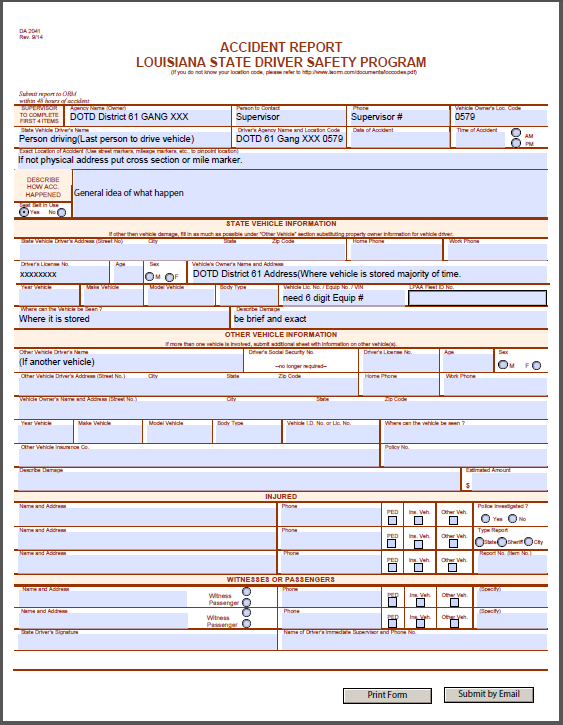 DA 2041
Rev. 9/14
ACCIDENT REPORT
LOUISIANA STATE DRIVER SAFETY PROGRAM
(If you do not know your location code, please refer to http://www.laorm.com/documents/loccodes.pdf)
Submit report to ORM
within 48 hours of accident
SUPERVISOR TO COMPLETE FIRST 4 ITEMS
Agency Name (Owner) Person to Contact Phone Vehicle Owner's Loc. Code
DOTD District 61 GANG XXX Supervisor Supervisor # 0579
State Vehicle Driver's Name Driver's Agency Name and Location Code Date of Accident Time of Accident AM
Person driving(Last person to drive vehicle) DOTD 61 Gang XXX 0579 PM
Exact Location of Accident (Use street markers, mileage markers, etc., to pinpoint location)
If not physical address put cross section or mile marker.
DESCRIBE HOW ACC. HAPPENED
General idea of what happen
Seat Belt in Use
Yes No
STATE VEHICLE INFORMATION
If other then vehicle damage, fill in as much as possible under "Other Vehicle" section substituting property owner information for vehicle driver.
State Vehicle Driver's Address (Street No) City State Zip Code Home Phone Work Phone
Driver's License No. Age Sex Vehicle's Owner's Name and Address
xxxxxxxx M F DOTD District 61 Address(Where vehicle is stored majority of time.
Year Vehicle Make Vehicle Model Vehicle Body Type Vehicle Lic. No. / Equip No. / VIN LPAA Fleet ID No.
need 6 digit Equip #
Where can the Vehicle be Seen ? Describe Damage
Where it is stored be brief and exact
OTHER VEHICLE INFORMATION
If more than one vehicle is involved, submit additional sheet with information on other vehicle(s).
Other Vehicle Driver's Name Driver's Social Security No. Driver's License No. Age Sex
(If another vehicle) --no longer required-- M F
Other Vehicle Driver's Address (Street No.) City State Zip Code Home Phone Work Phone
Vehicle Owner's Name and Address (Street No.) City State Zip Code
Year Vehicle Make Vehicle Model Vehicle Body Type Vehicle I.D. No. or Lic. No. Where can the vehicle be seen ?
Other Vehicle Insurance Co. Policy No.
Describe Damage Estimated Amount
$
INJURED
Name and Address Phone PED Ins. Veh. Other Veh. Police Investigated ?
Yes No
Name and Address Phone PED Ins. Veh. Other Veh. Type Report
State Sheriff City
Name and Address Phone PED Ins. Veh. Other Veh. Report No. (Item No.)
WITNESSES OR PASSENGERS
Name and Address Witness Passenger Phone PED Ins. Veh. Other Veh. (Specify)
Name and Address Witness Passenger Phone PED Ins. Veh. Other Veh. (Specify)
State Driver's Signature Name of Driver's Immediate Supervisor and Phone No.
Print Form Submit by Email